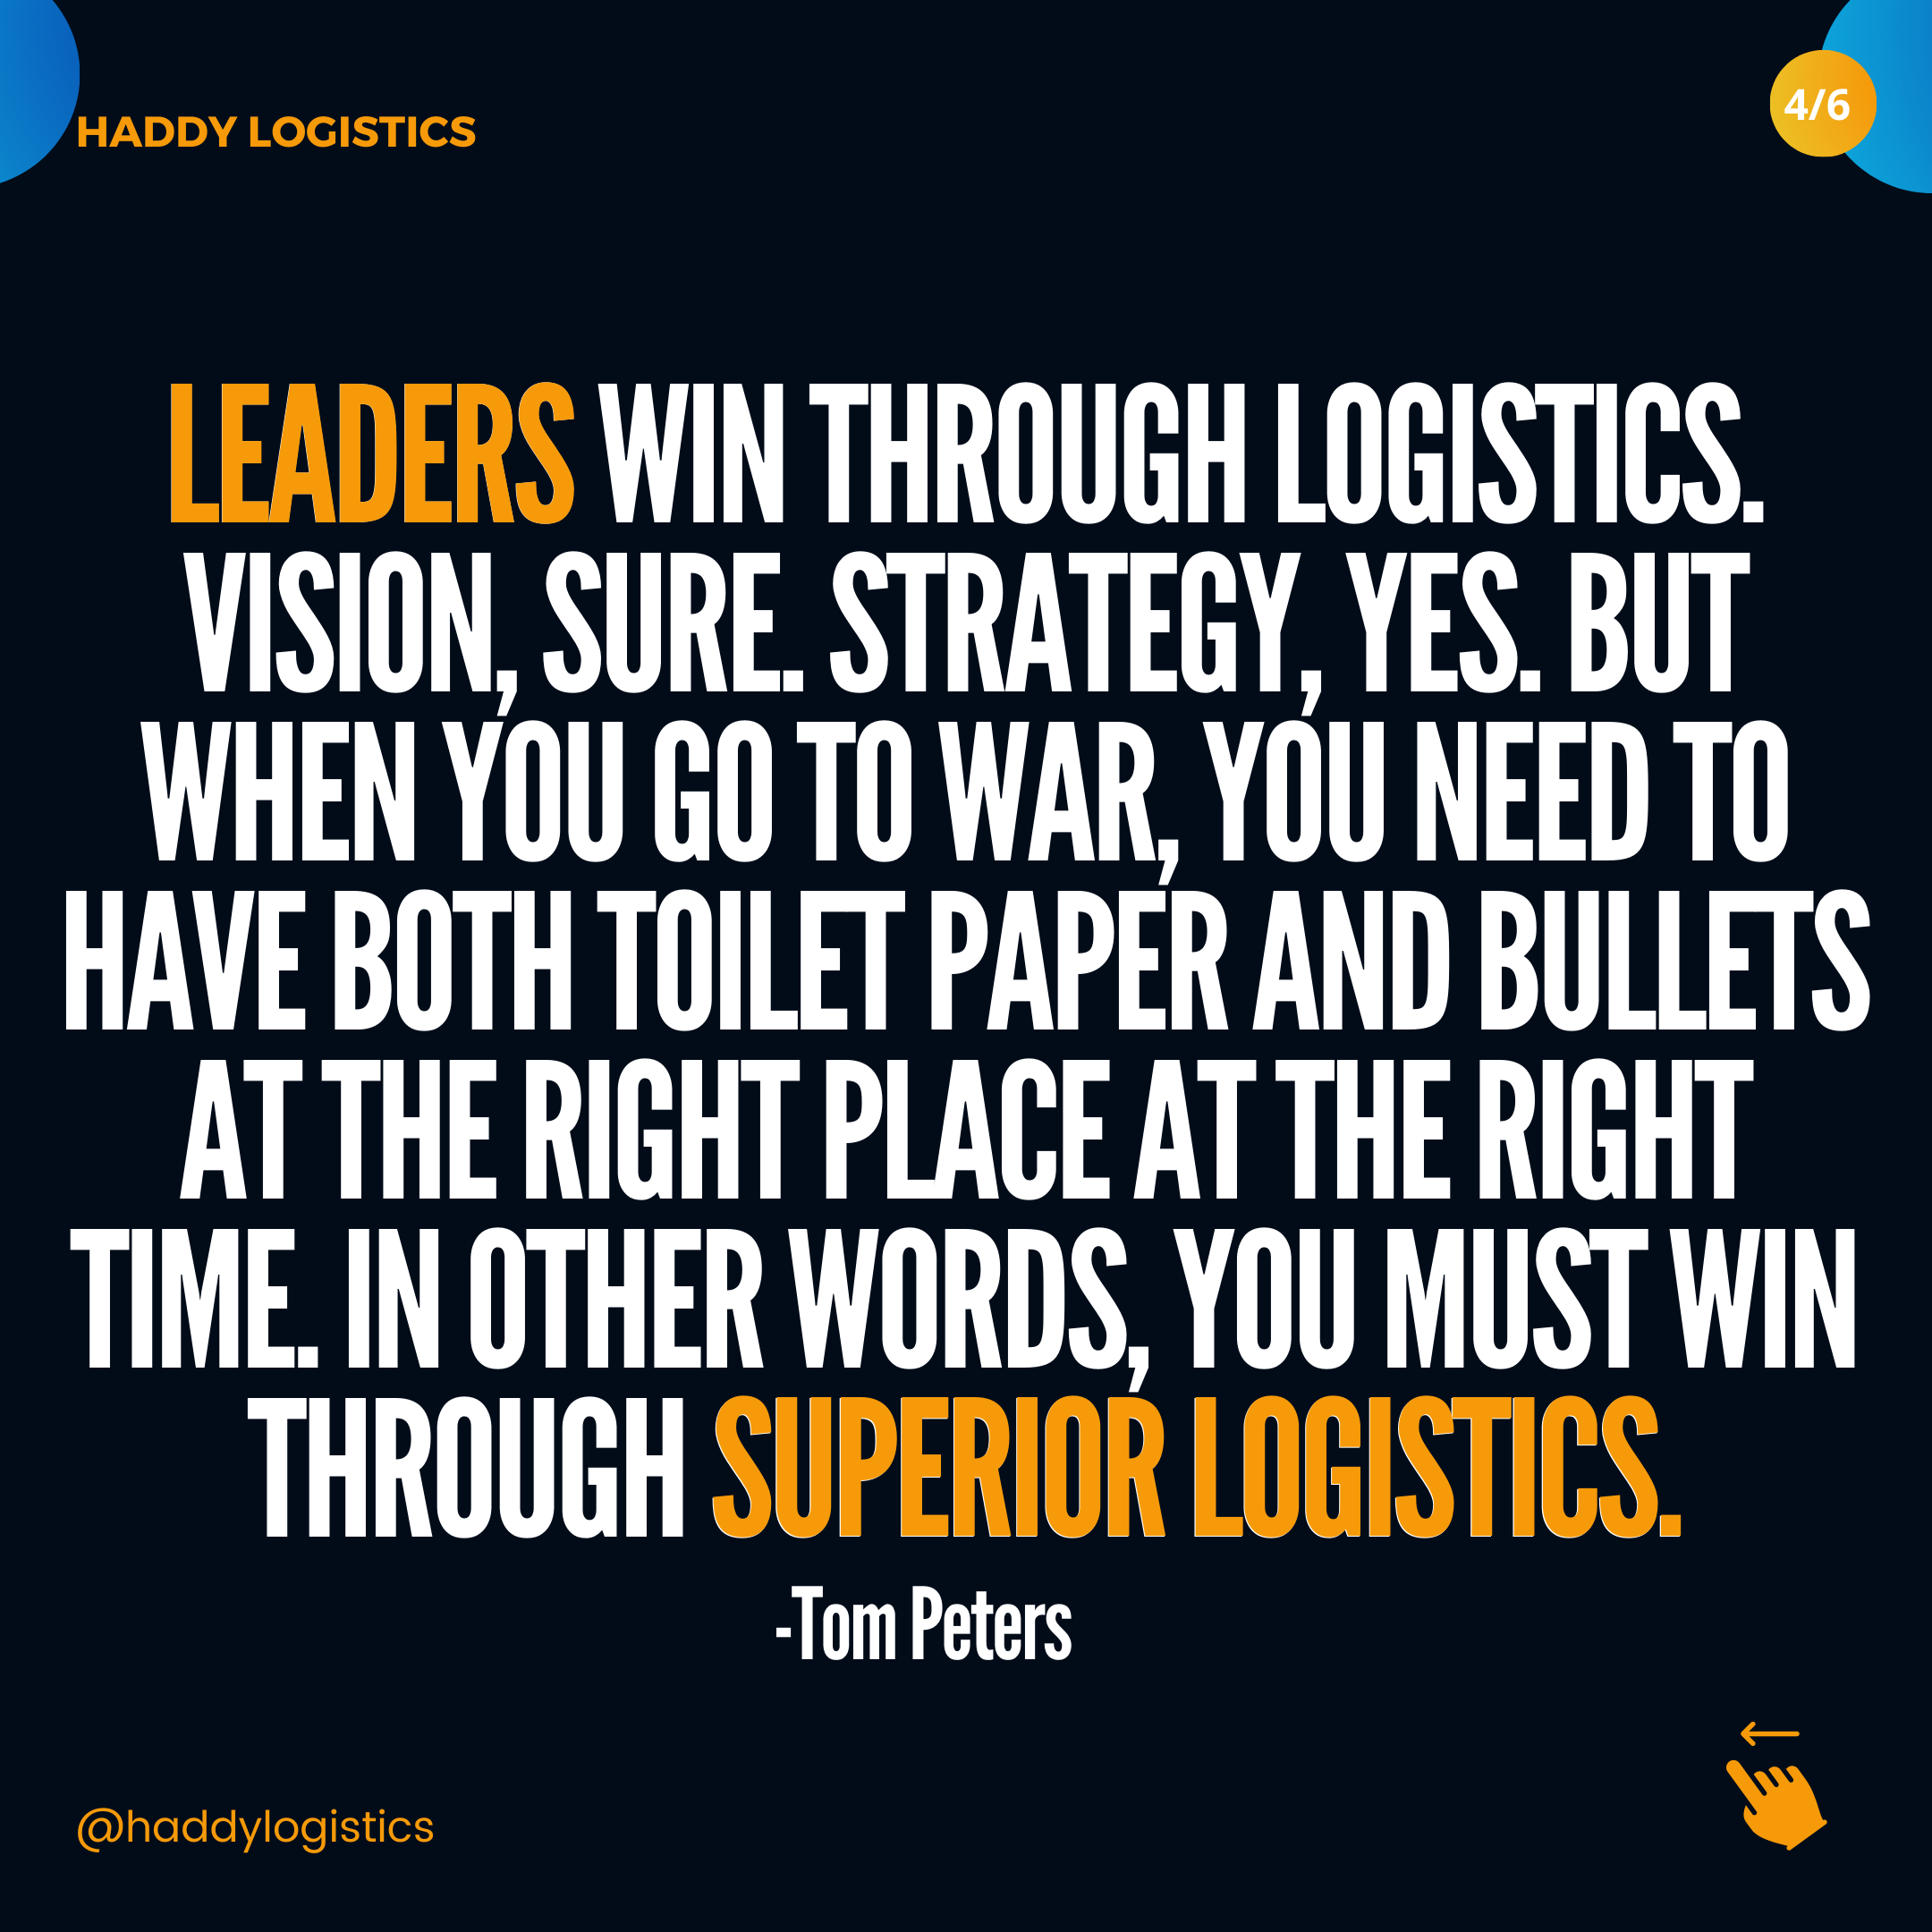 HADDY LOGISTICS
4/6
LEADERS WIN THROUGH LOGISTICS.
VISION, SURE. STRATEGY, YES. BUT
WHEN YOU GO TO WAR, YOU NEED TO
HAVE BOTH TOILET PAPER AND BULLETS
AT THE RIGHT PLACE AT THE RIGHT
TIME. IN OTHER WORDS, YOU MUST WIN
THROUGH SUPERIOR LOGISTICS.
-Tom Peters
@haddylogistics